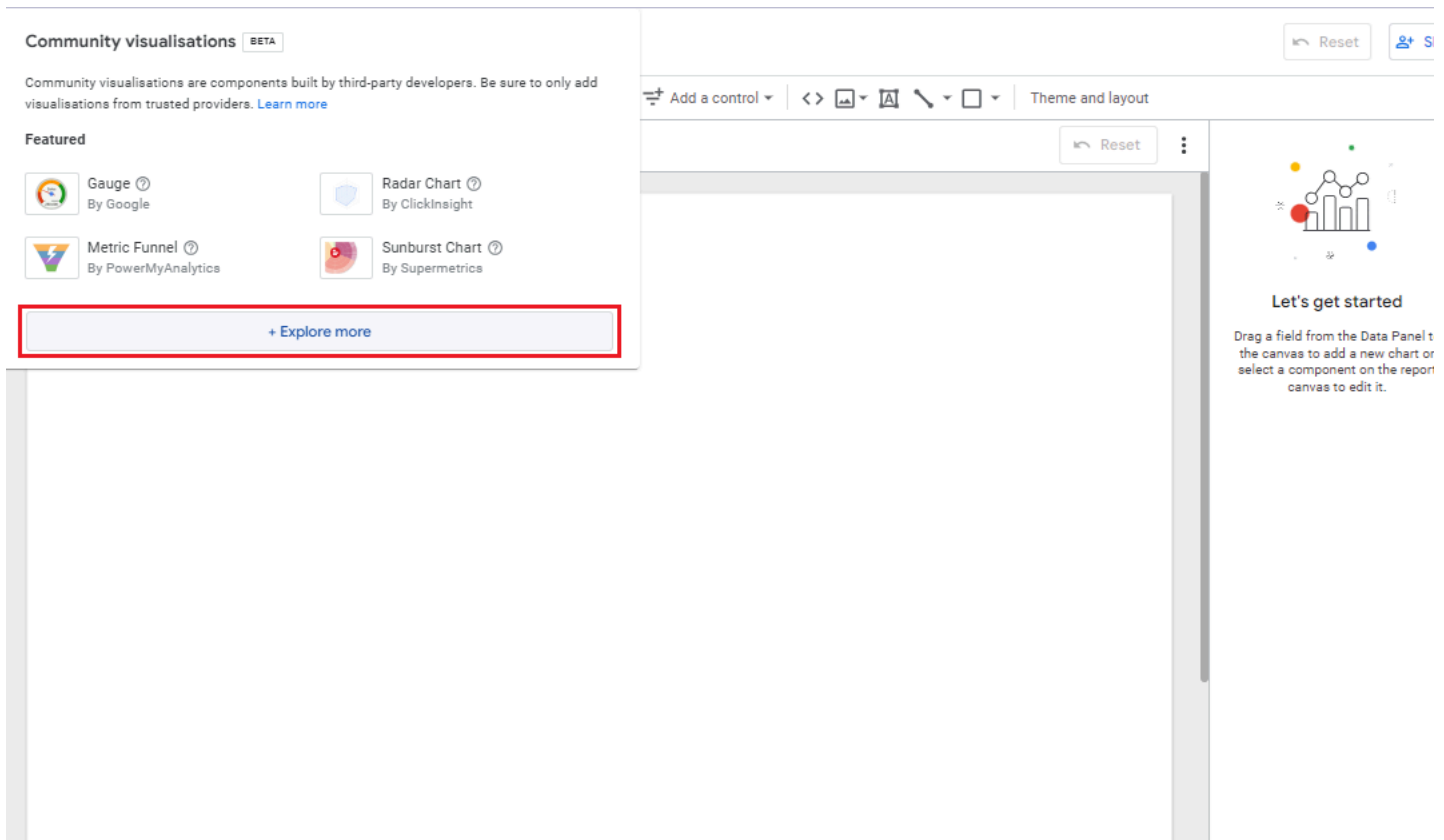 Community visualisations BETA
Community visualisations are components built by third-party developers. Be sure to only add
visualisations from trusted providers. Learn more
Featured
Gauge
By Google
Radar Chart
By ClickInsight
Metric Funnel
By PowerMyAnalytics
Sunburst Chart
By Supermetrics
+ Explore more
Reset
Add a control
Theme and layout
Reset
Let's get started
Drag a field from the Data Panel
the canvas to add a new chart or
select a component on the report
canvas to edit it.